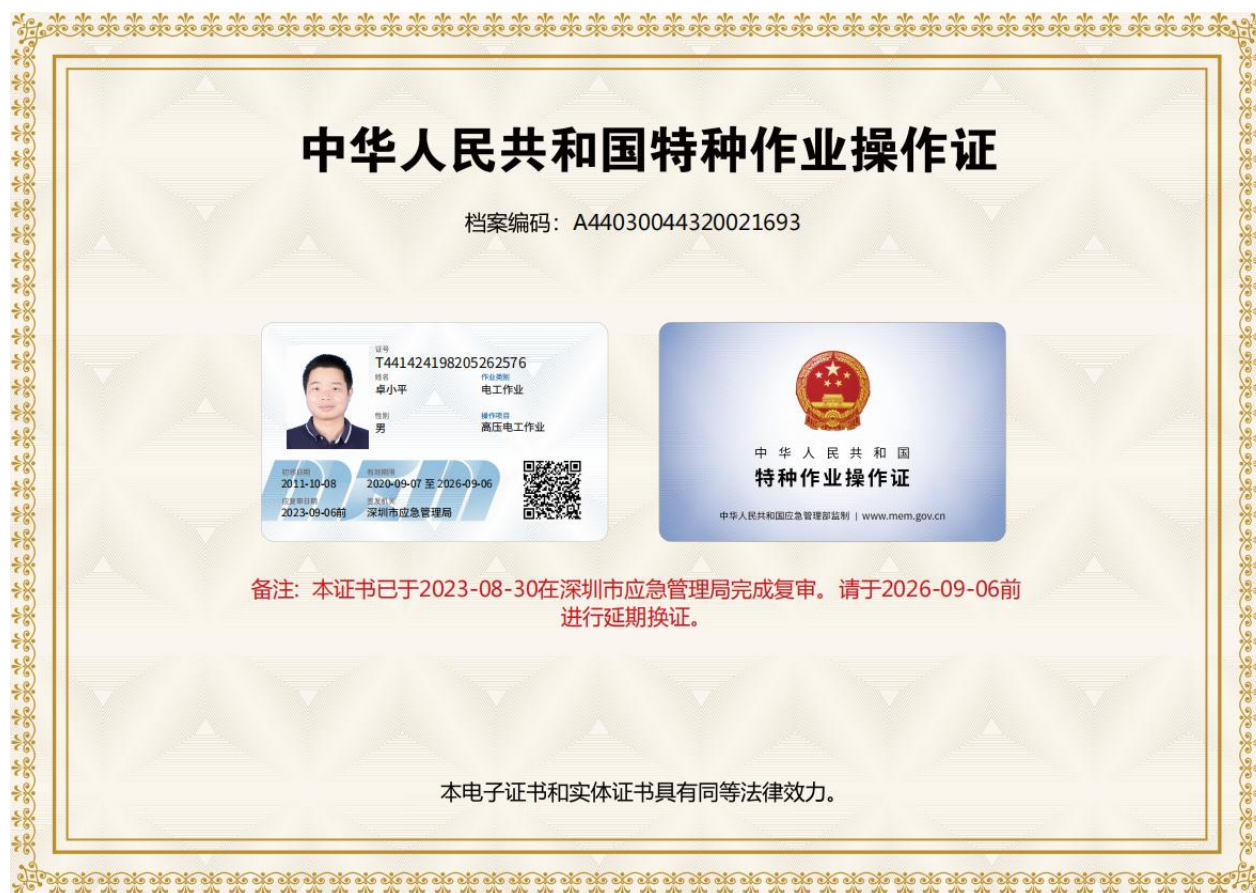 中华人民共和国特种作业操作证
档案编码：A44030044320021693
证号
T441424198205262576
姓名 作业类别
卓小平 电工作业
性别 操作项目
男 高压电工作业
初领日期 有效期限
2011-10-08 2020-09-07 至 2026-09-06
应复审日期 签发机关
2023-09-06前 深圳市应急管理局
中华人民共和国
特种作业操作证
中华人民共和国应急管理部监制 | www.mem.gov.cn
备注: 本证书已于2023-08-30在深圳市应急管理局完成复审。请于2026-09-06前
进行延期换证。
本电子证书和实体证书具有同等法律效力。